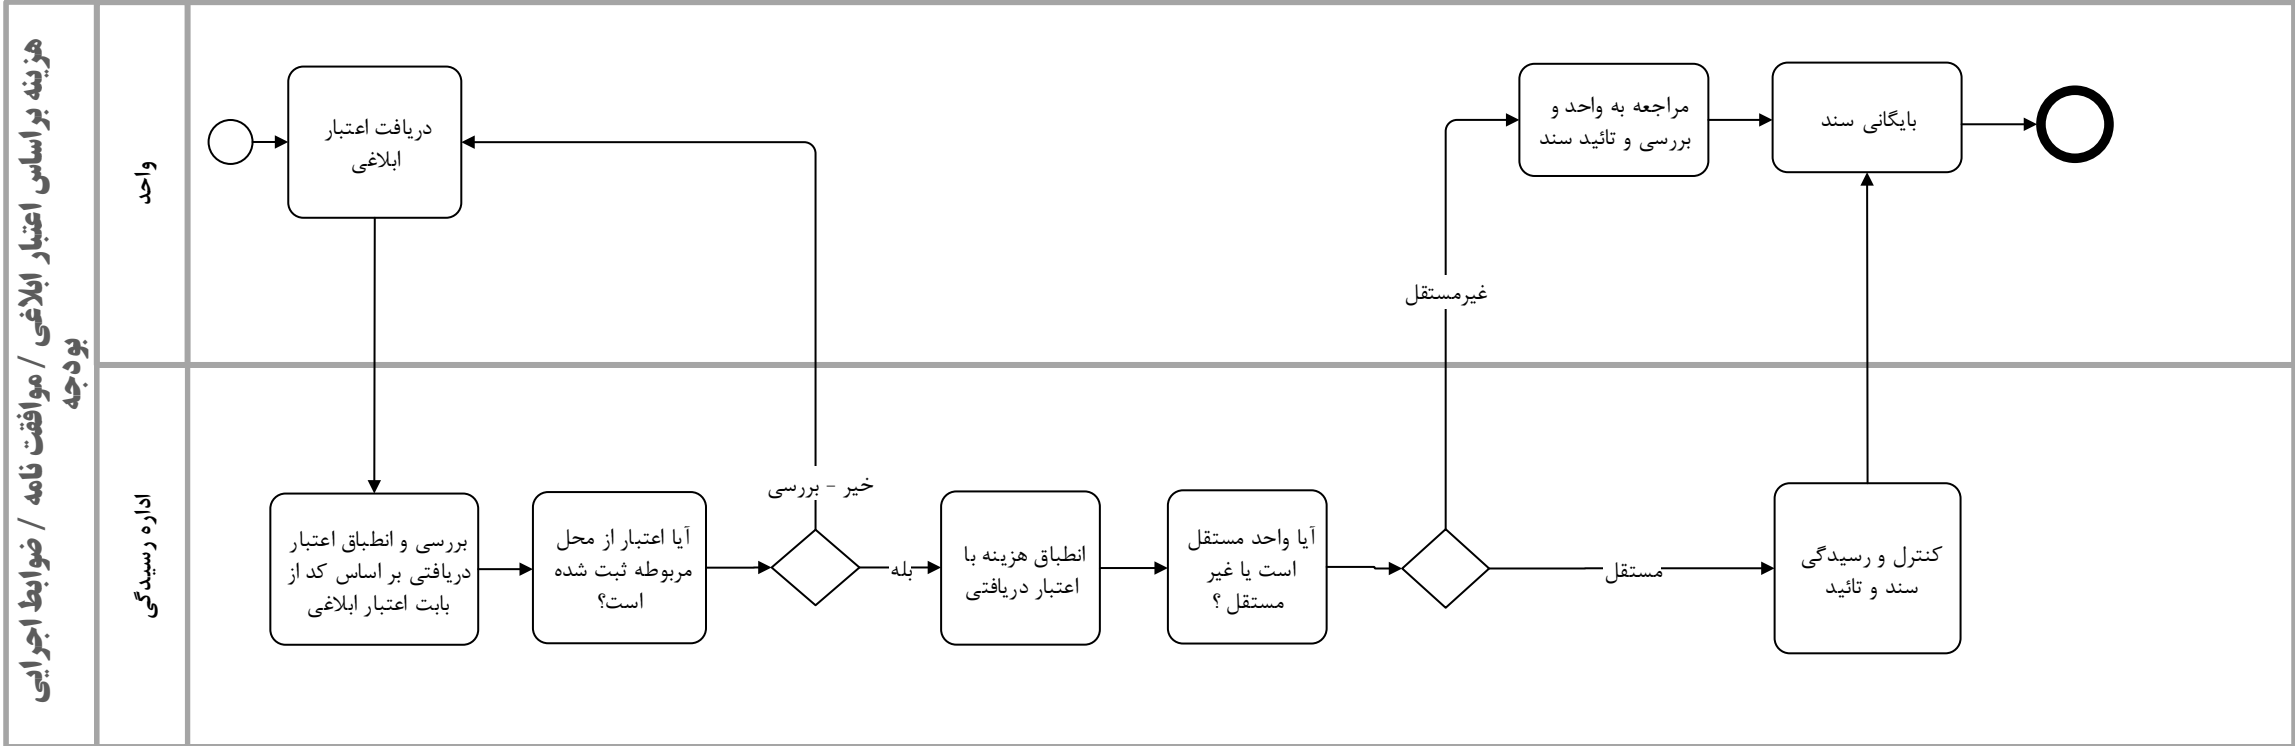 هزینه براساس اعتبار ابلاغی / موافقت نامه / ضوابط اجرایی
بودجه
واحد
دریافت اعتبار
ابلاغی
مراجعه به واحد و
بررسی و تائید سند
بایگانی سند
غیرمستقل
اداره رسیدگی
بررسی و انطباق اعتبار
دریافتی بر اساس کد از
بابت اعتبار ابلاغی
آیا اعتبار از محل
مربوطه ثبت شده
است؟
خیر - بررسی
بله
انطباق هزینه با
اعتبار دریافتی
آیا واحد مستقل
است یا غیر
مستقل ؟
مستقل
کنترل و رسیدگی
سند و تائید